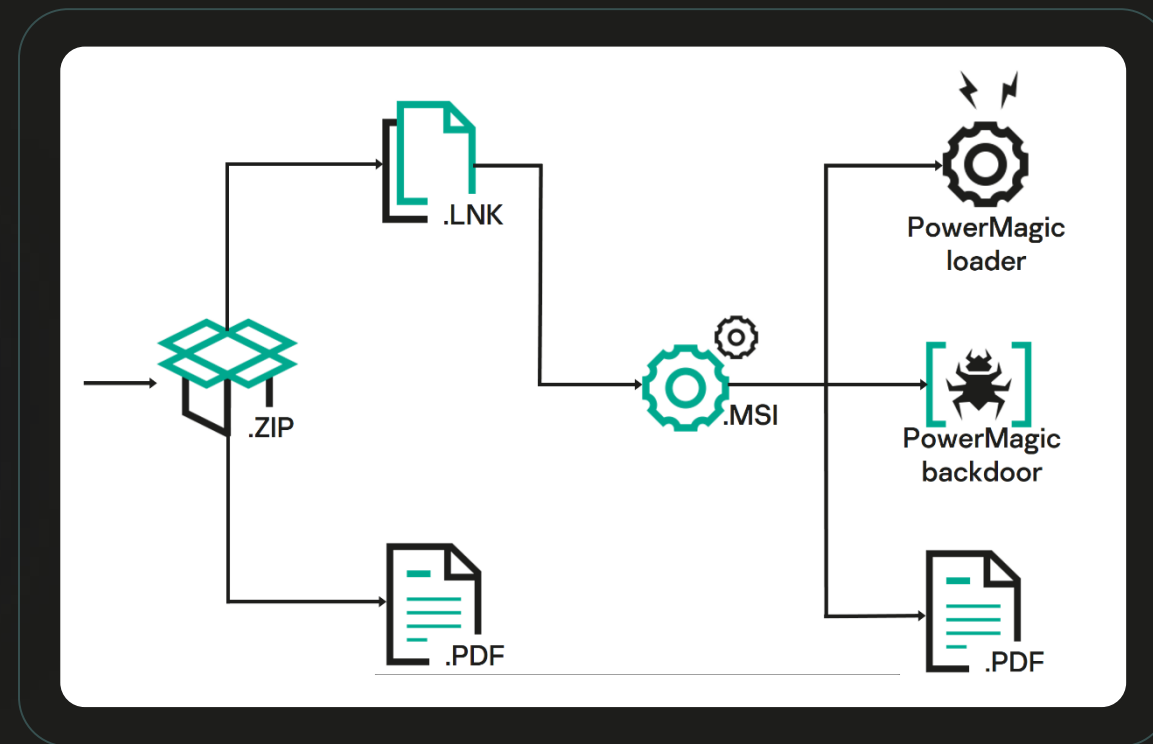 .LNK
PowerMagic
loader
.ZIP
.MSI
PowerMagic
backdoor
.PDF
.PDF